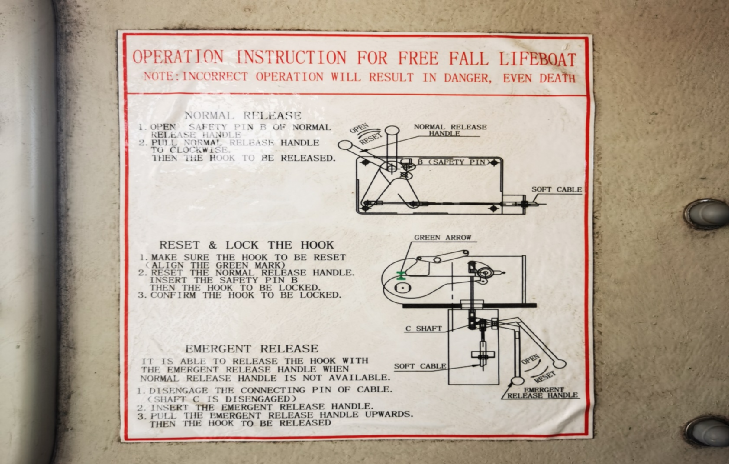 OPERATION INSTRUCTION FOR FREE FALL LIFEBOAT
NOTE:INCORRECT OPERATION WILL RESULT IN DANGER, EVEN DEATH
NORMAL RELEASE
1. OPEN SAFETY PIN B OF NORMAL
RELEASE HANDLE
2. PULL NORMAL RELEASE HANDLE
TO CLOCKWISE.
THEN THE HOOK TO BE RELEASED.
OPEN
RESET
NORMAL RELEASE
HANDLE
B (SAFETY PIN)
SOFT CABLE
RESET & LOCK THE HOOK
1. MAKE SURE THE HOOK TO BE RESET
(ALIGN THE GREEN MARK)
2. RESET THE NORMAL RELEASE HANDLE.
INSERT THE SAFETY PIN B
THEN THE HOOK TO BE LOCKED.
3. CONFIRM THE HOOK TO BE LOCKED.
GREEN ARROW
C SHAFT
SOFT CABLE
OPEN
RESET
EMERGENT
RELEASE HANDLE
EMERGENT RELEASE
IT IS ABLE TO RELEASE THE HOOK WITH
THE EMERGENT RELEASE HANDLE WHEN
NORMAL RELEASE HANDLE IS NOT AVAILABLE.
1. DISENGAGE THE CONNECTING PIN OF CABLE.
(SHAFT C IS DISENGAGED)
2. INSERT THE EMERGENT RELEASE HANDLE.
3. PULL THE EMERGENT RELEASE HANDLE UPWARDS.
THEN THE HOOK TO BE RELEASED